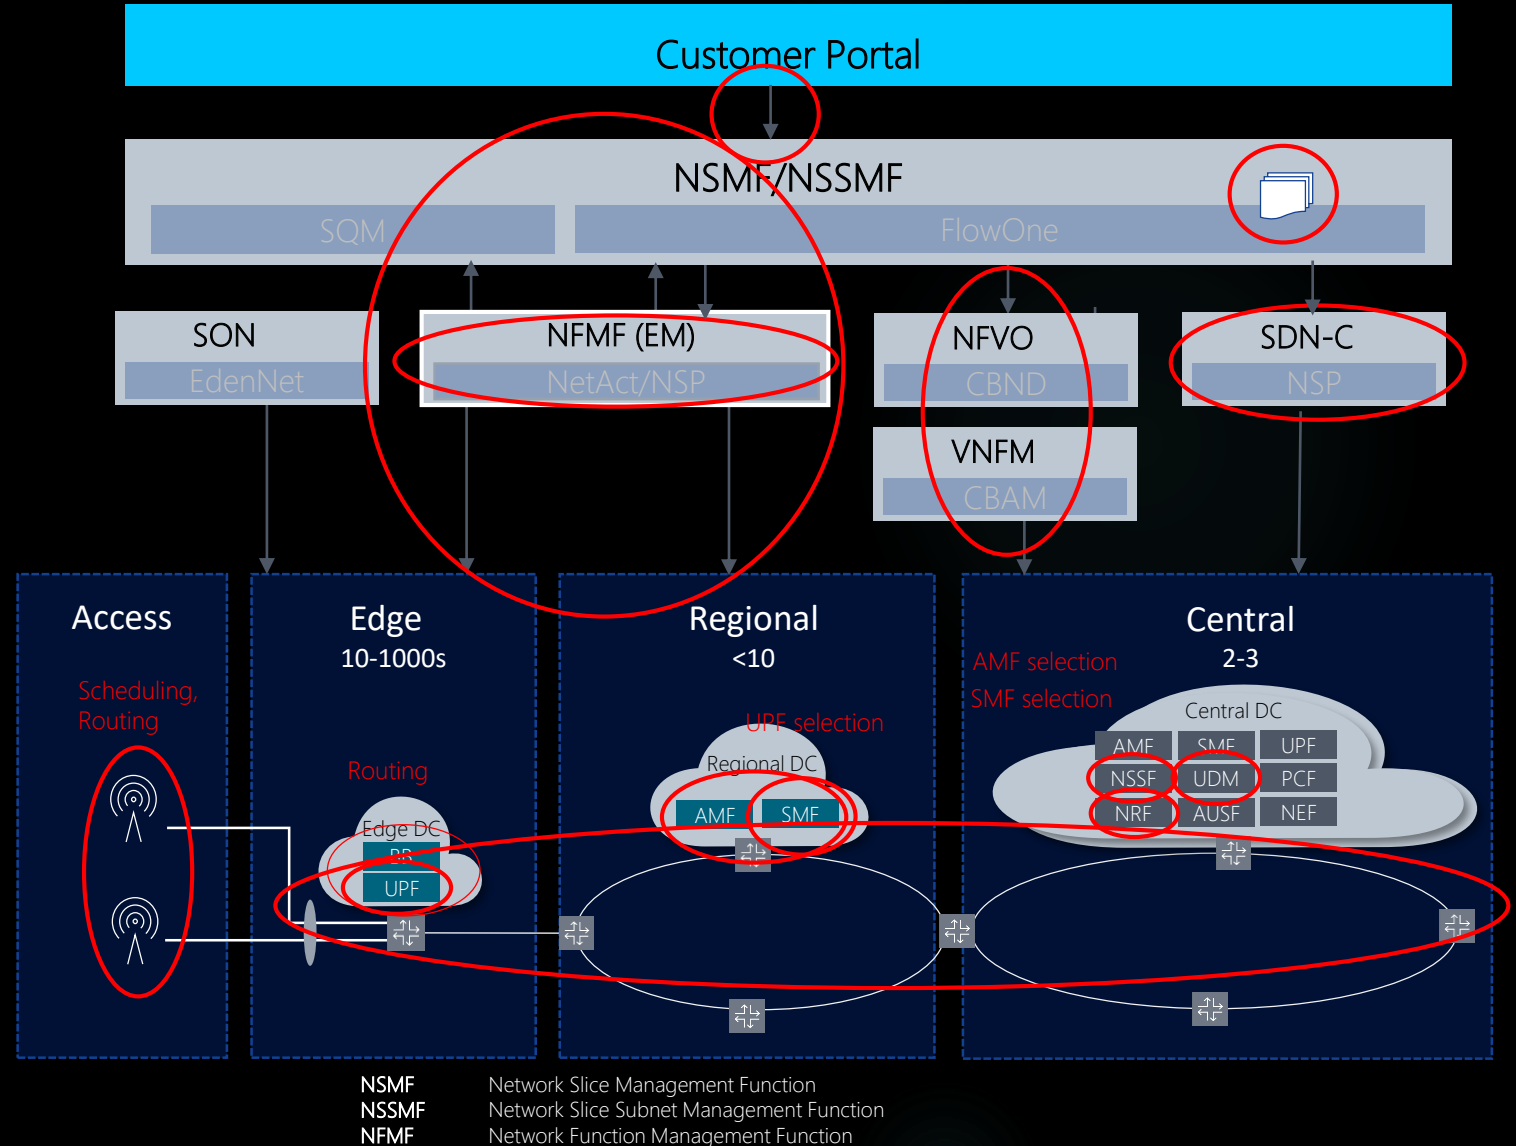 Customer Portal
NSMF/NSSMF
SQM
FlowOne
SON
EdenNet
NFMF (EM)
NetAct/NSP
NFVO
CBND
SDN-C
NSP
VNFM
CBAM
Access
Scheduling,
Routing
Edge
10-1000s
Routing
Edge DC
BB
UPF
Regional
<10
UPF selection
Regional DC
AMF
SMF
Central
2-3
AMF selection
SMF selection
Central DC
AMF
SMF
UPF
NSSF
UDM
PCF
NRF
AUSF
NEF
NSMF Network Slice Management Function
NSSMF Network Slice Subnet Management Function
NFMF Network Function Management Function